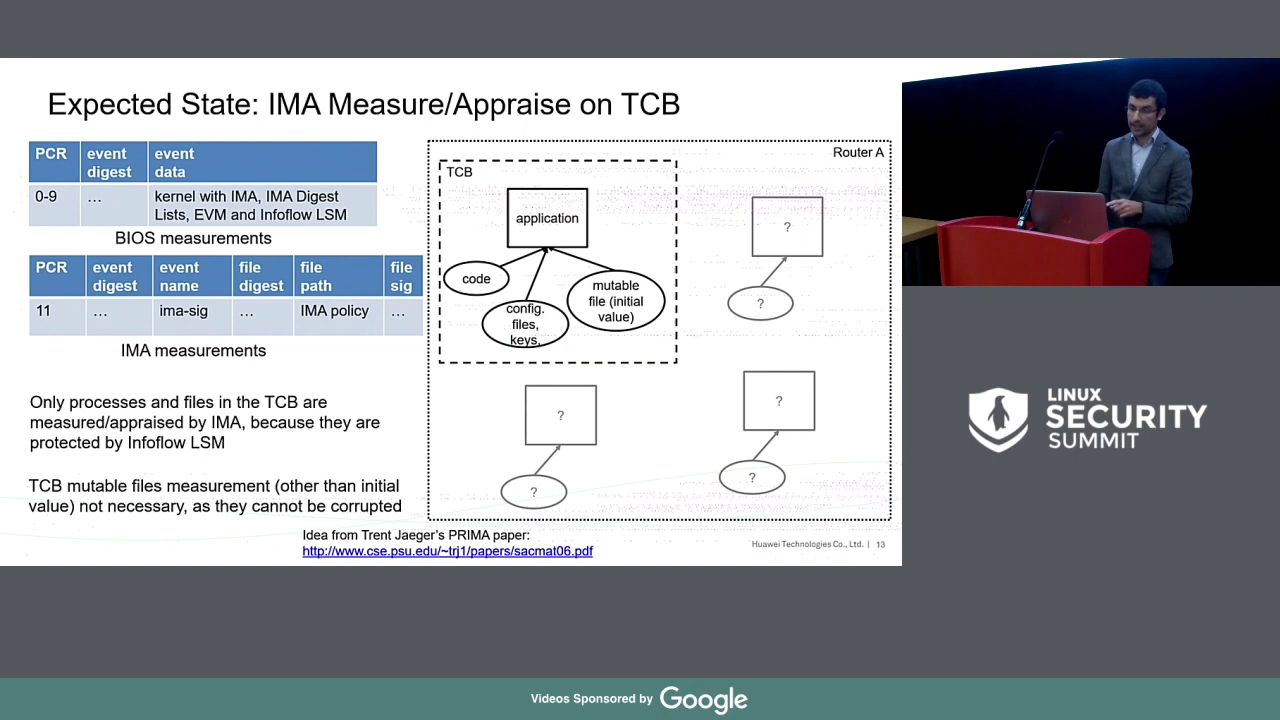 Expected State: IMA Measure/Appraise on TCB
PCR
event
digest
event
data
0-9
...
kernel with IMA, IMA Digest
Lists, EVM and Infoflow LSM
BIOS measurements
PCR
event
digest
event
name
file
digest
file
path
file
sig
11
...
ima-sig
...
IMA policy
...
IMA measurements
Only processes and files in the TCB are
measured/appraised by IMA, because they are
protected by Infoflow LSM
TCB mutable files measurement (other than initial
value) not necessary, as they cannot be corrupted
Idea from Trent Jaeger's PRIMA paper:
http://www.cse.psu.edu/~trj1/papers/sacmat06.pdf
Router A
TCB
application
code
config.
files,
keys.
mutable
file (initial
value)
?
?
?
?
?
?
Huawei Technologies Co., Ltd. | 13
LINUX
SECURITY
SUMMIT
Videos Sponsored by Google